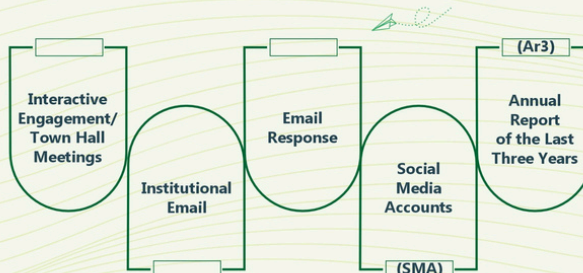 Interactive
Engagement/
Town Hall
Meetings
Institutional
Email
Email
Response
Social
Media
Accounts
(SMA)
(Ar3)
Annual
Report
of the Last
Three Years